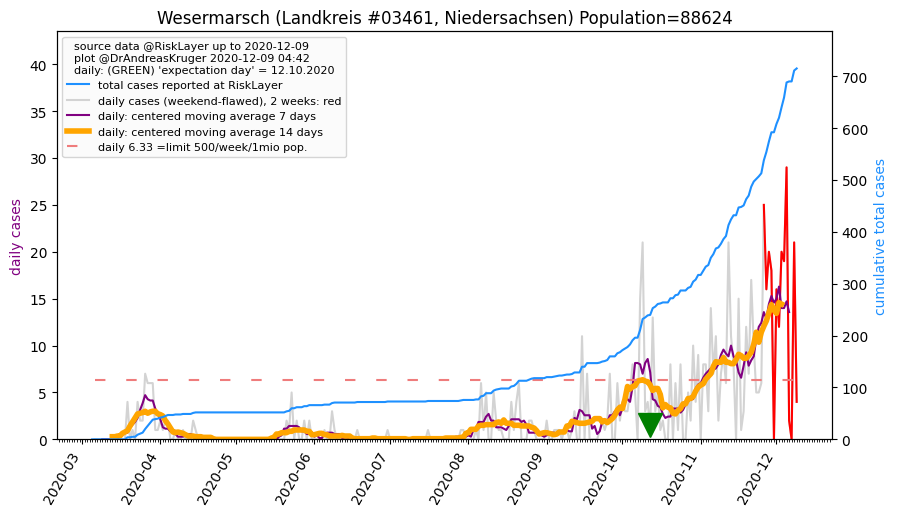 Wesermarsch (Landkreis #03461, Niedersachsen) Population=88624
source data @RiskLayer up to 2020-12-09
plot @DrAndreasKruger 2020-12-09 04:42
daily: (GREEN) 'expectation day' = 12.10.2020
total cases reported at RiskLayer
daily cases (weekend-flawed), 2 weeks: red
daily: centered moving average 7 days
daily: centered moving average 14 days
daily 6.33 =limit 500/week/1mio pop.
daily cases
40
35
30
25
20
15
10
5
0
cumulative total cases
700
600
500
400
300
200
100
0
2020-03
2020-04
2020-05
2020-06
2020-07
2020-08
2020-09
2020-10
2020-11
2020-12